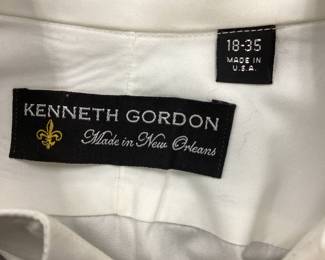 18-35
MADE IN
U.S.A.
KENNETH GORDON
Made in New Orleans